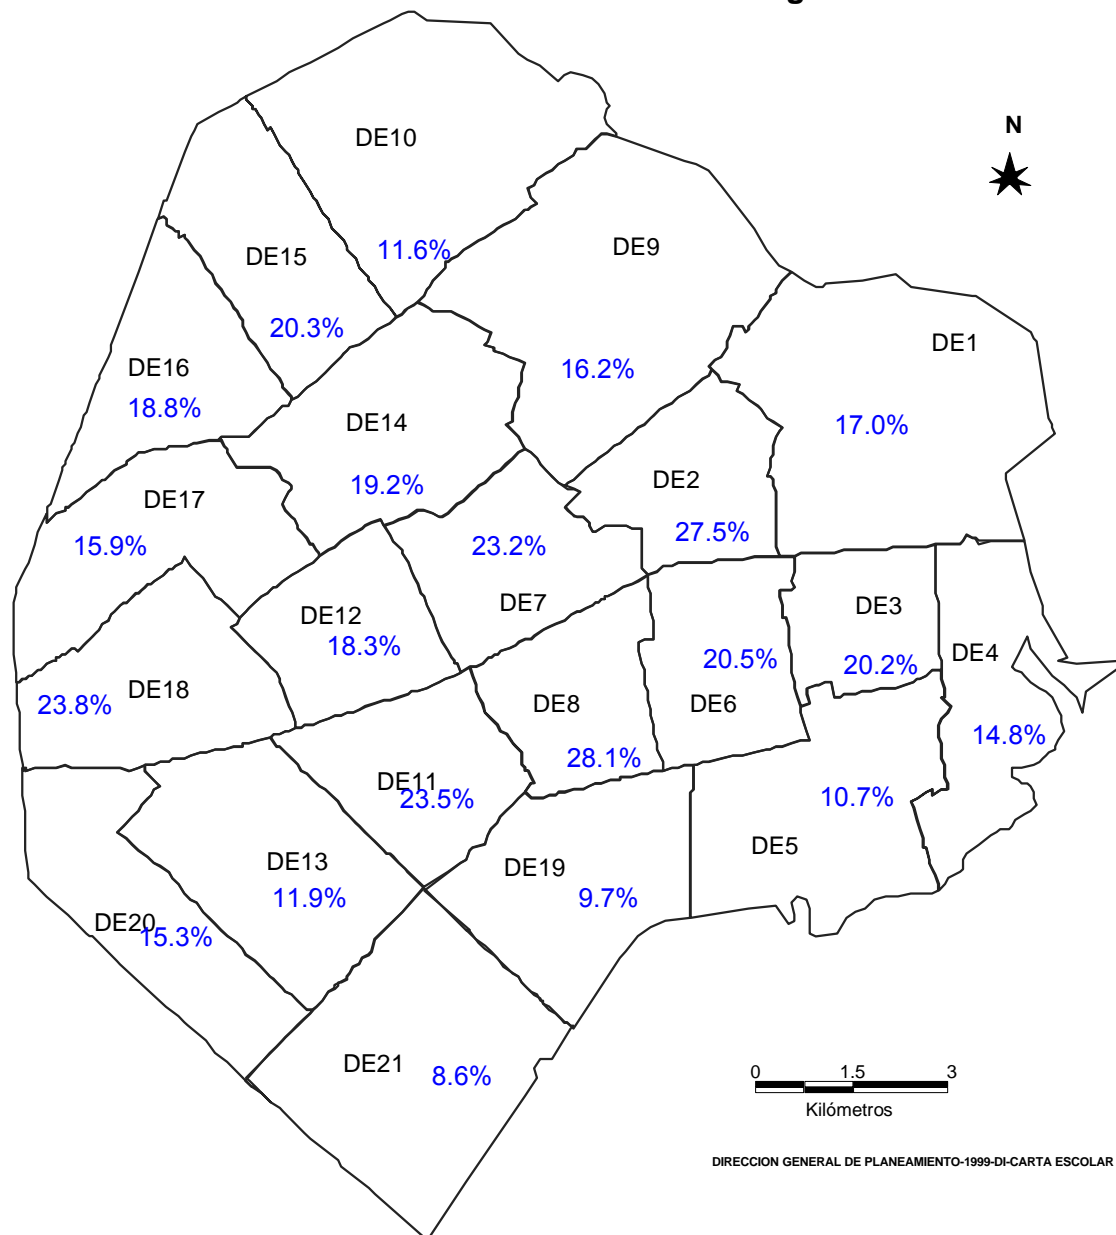 g
N
DE10
11.6%
DE9
DE15
20.3%
DE1
16.2%
DE16
18.8%
DE14
17.0%
DE2
19.2%
DE17
27.5%
15.9%
23.2%
DE7
DE3
DE12
18.3%
20.5%
20.2%
DE4
DE18
23.8%
DE8
DE6
14.8%
28.1%
DE11
23.5%
10.7%
DE5
DE13
11.9%
DE19
9.7%
DE20
15.3%
DE21
8.6%
0 1.5 3
Kilómetros
DIRECCION GENERAL DE PLANEAMIENTO-1999-DI-CARTA ESCOLAR